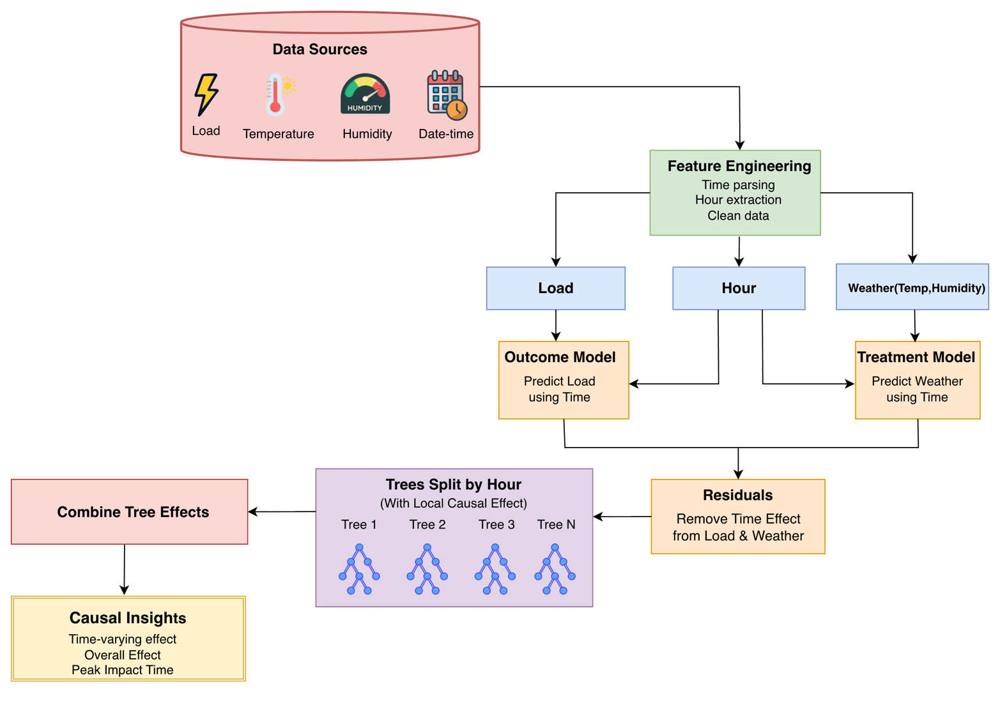 Data Sources
HUMIDITY
Load
Temperature
Humidity
Date-time
Feature Engineering
Time parsing
Hour extraction
Clean data
Load
Hour
Weather(Temp,Humidity)
Outcome Model
Predict Load
using Time
Treatment Model
Predict Weather
using Time
Residuals
Remove Time Effect
from Load & Weather
Trees Split by Hour
(With Local Causal Effect)
Tree 1
Tree 2
Tree 3
Tree N
Combine Tree Effects
Causal Insights
Time-varying effect
Overall Effect
Peak Impact Time